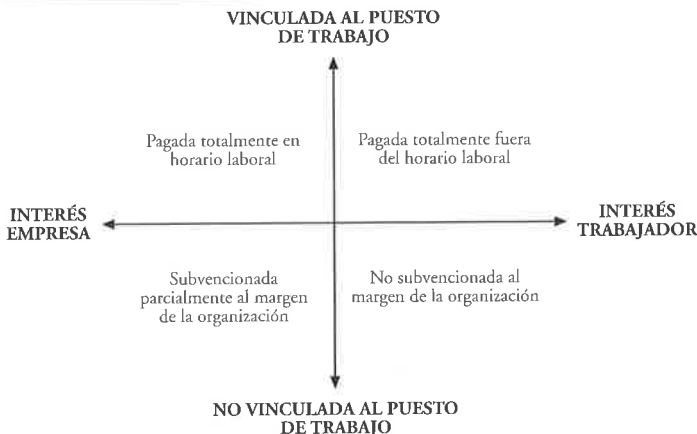 VINCULADA AL PUESTO
DE TRABAJO
Pagada totalmente en
horario laboral
Pagada totalmente fuera
del horario laboral
INTERÉS
EMPRESA
INTERÉS
TRABAJADOR
Subvencionada
parcialmente al margen
de la organización
No subvencionada al
margen de la organización
NO VINCULADA AL PUESTO
DE TRABAJO